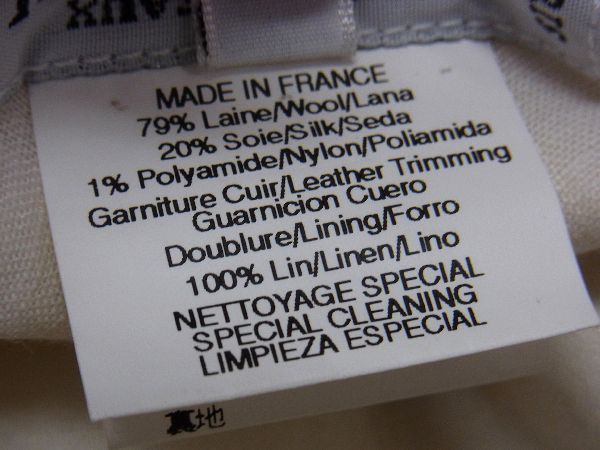 MADE IN FRANCE
79% Laine/Wool/Lana
20% Soie/Silk/Seda
1% Polyamide/Nylon/Poliamida
Garniture Cuir/Leather Trimming
Guarnicion Cuero
Doublure/Lining/Forro
100% Lin/Linen/Lino
NETTOYAGE SPECIAL
SPECIAL CLEANING
LIMPIEZA ESPECIAL
裏地